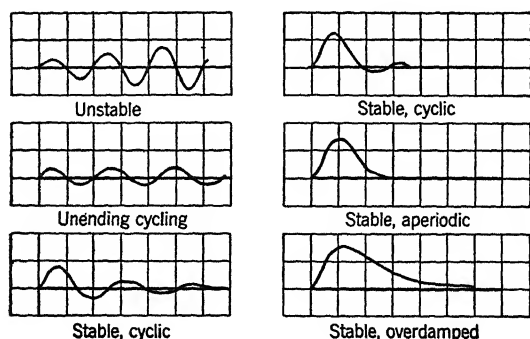 Unstable
Stable, cyclic
Unending cycling
Stable, aperiodic
Stable, cyclic
Stable, overdamped